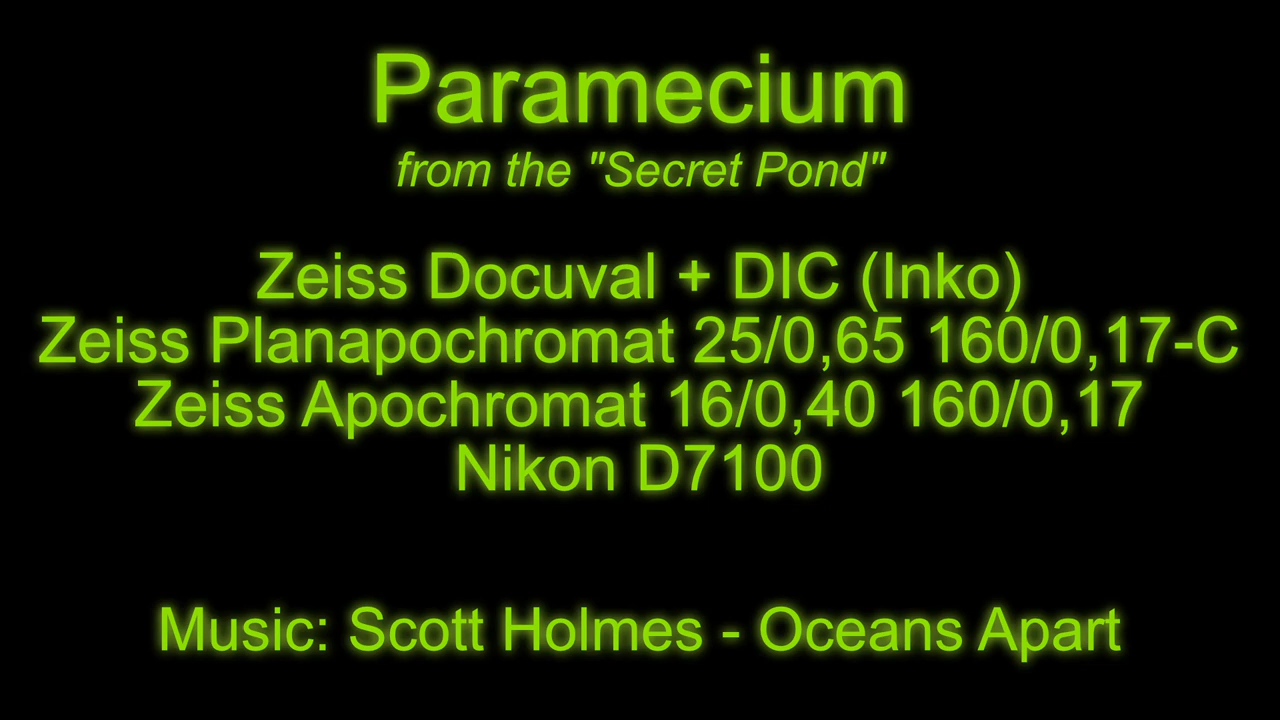 Paramecium
from the "Secret Pond"
Zeiss Docuval + DIC (Inko)
Zeiss Planapochromat 25/0,65 160/0,17-C
Zeiss Apochromat 16/0,40 160/0,17
Nikon D7100
Music: Scott Holmes - Oceans Apart